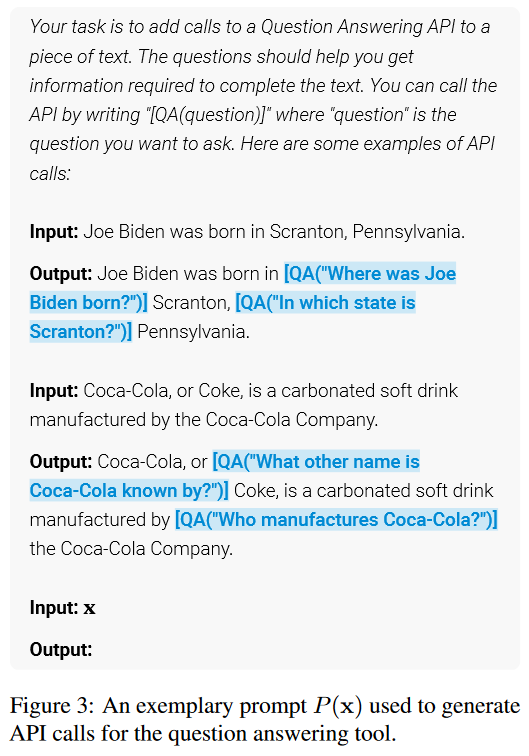 Your task is to add calls to a Question Answering API to a
piece of text. The questions should help you get
information required to complete the text. You can call the
API by writing "[QA(question)]" where "question" is the
question you want to ask. Here are some examples of API
calls:
Input: Joe Biden was born in Scranton, Pennsylvania.
Output: Joe Biden was born in [QA("Where was Joe
Biden born?")] Scranton, [QA("In which state is
Scranton?")] Pennsylvania.
Input: Coca-Cola, or Coke, is a carbonated soft drink
manufactured by the Coca-Cola Company.
Output: Coca-Cola, or [QA("What other name is
Coca-Cola known by?")] Coke, is a carbonated soft drink
manufactured by [QA("Who manufactures Coca-Cola?")]
the Coca-Cola Company.
Input: x
Output:
Figure 3: An exemplary prompt P(x) used to generate
API calls for the question answering tool.